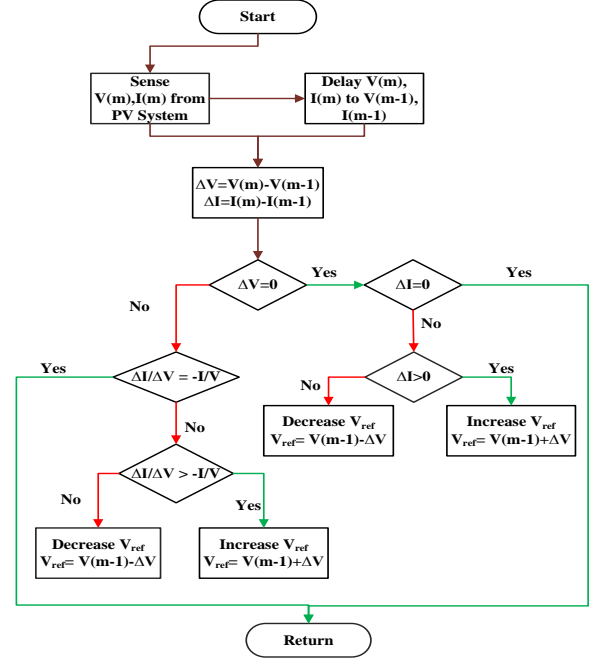 Start
Sense
V(m),I(m) from
PV System
Delay V(m),
I(m) to V(m-1),
I(m-1)
ΔV=V(m)-V(m-1)
ΔI=I(m)-I(m-1)
ΔV=0
Yes
ΔI=0
Yes
No
No
Yes
ΔI/ΔV = -I/V
No
ΔI>0
Yes
Decrease Vref
Vref= V(m-1)-ΔV
Increase Vref
Vref= V(m-1)+ΔV
No
ΔI/ΔV > -I/V
No
Yes
Decrease Vref
Vref= V(m-1)-ΔV
Increase Vref
Vref= V(m-1)+ΔV
Return